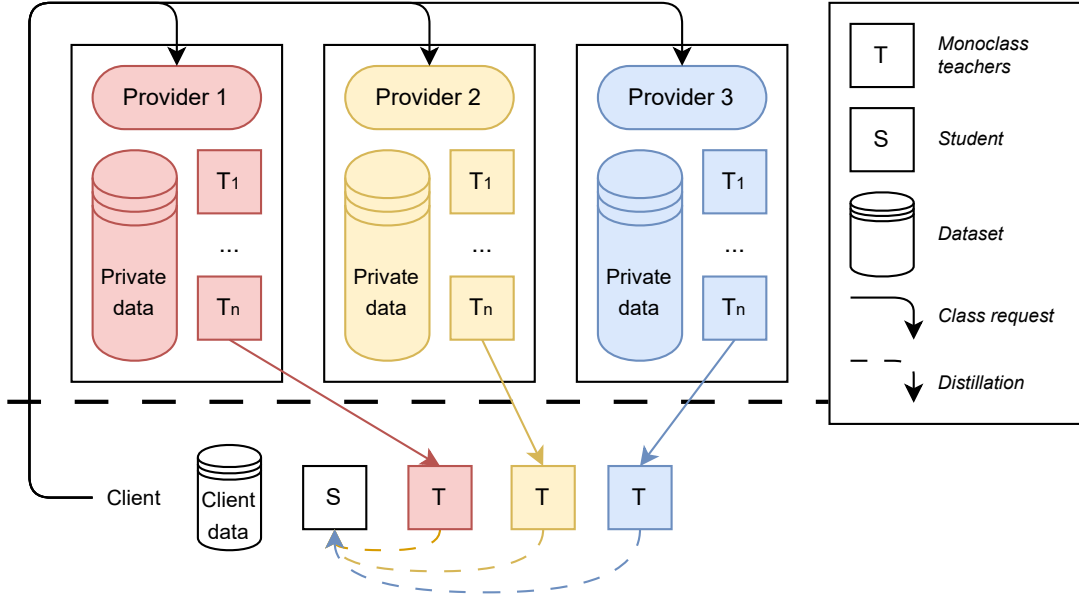 Provider 1
T1
...
Private
data
Tn
Provider 2
T1
...
Private
data
Tn
Provider 3
T1
...
Private
data
Tn
T
Monoclass
teachers
S
Student
Dataset
Class request
Distillation
Client
Client
data
S
T
T
T